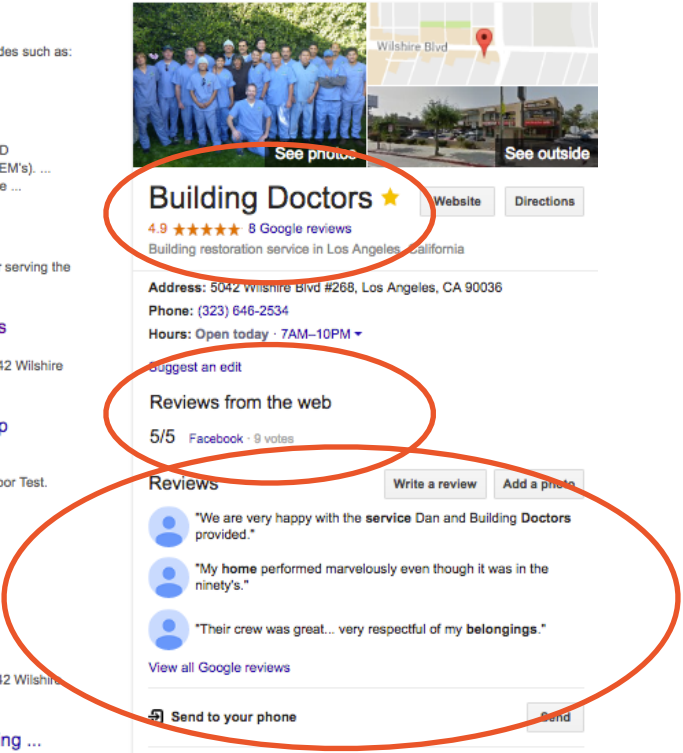 des such as:
D
EM's). ...
e ...
r serving the
s
42 Wilshire
p
oor Test.
42 Wilshire
ng ...
Wilshire Blvd
See photos
See outside
Building Doctors
Website
Directions
4.9 8 Google reviews
Building restoration service in Los Angeles, California
Address: 5042 Wilshire Blvd #268, Los Angeles, CA 90036
Phone: (323) 646-2534
Hours: Open today · 7AM–10PM
Suggest an edit
Reviews from the web
5/5 Facebook · 9 votes
Reviews
Write a review
Add a photo
"We are very happy with the service Dan and Building Doctors
provided."
"My home performed marvelously even though it was in the
ninety's."
"Their crew was great... very respectful of my belongings."
View all Google reviews
Send to your phone
Send